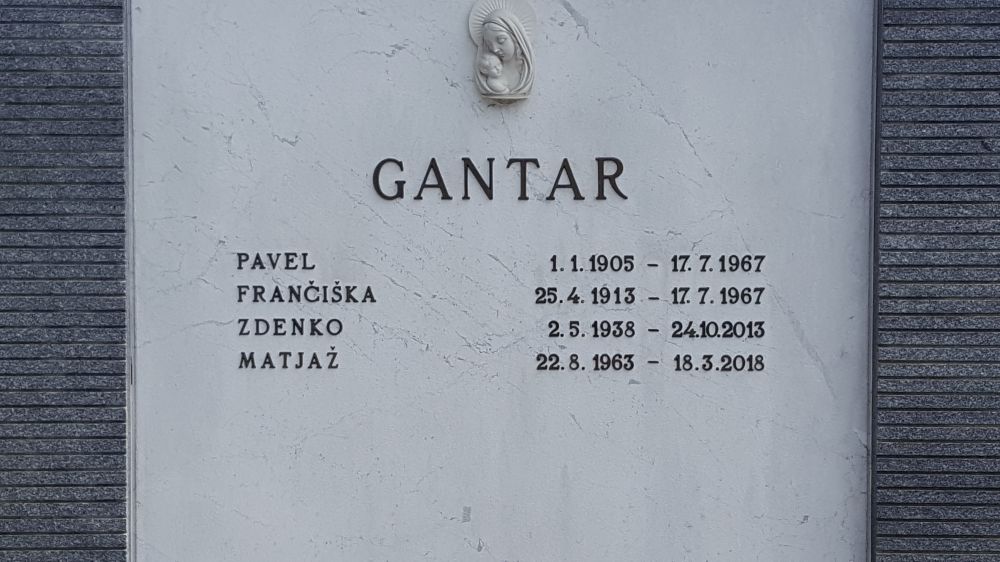 GANTAR
PAVEL 1. 1. 1905 – 17. 7. 1967
FRANČIŠKA 25. 4. 1913 – 17. 7. 1967
ZDENKO 2. 5. 1938 – 24.10.2013
MATJAŽ 22. 8. 1963 – 18.3.2018